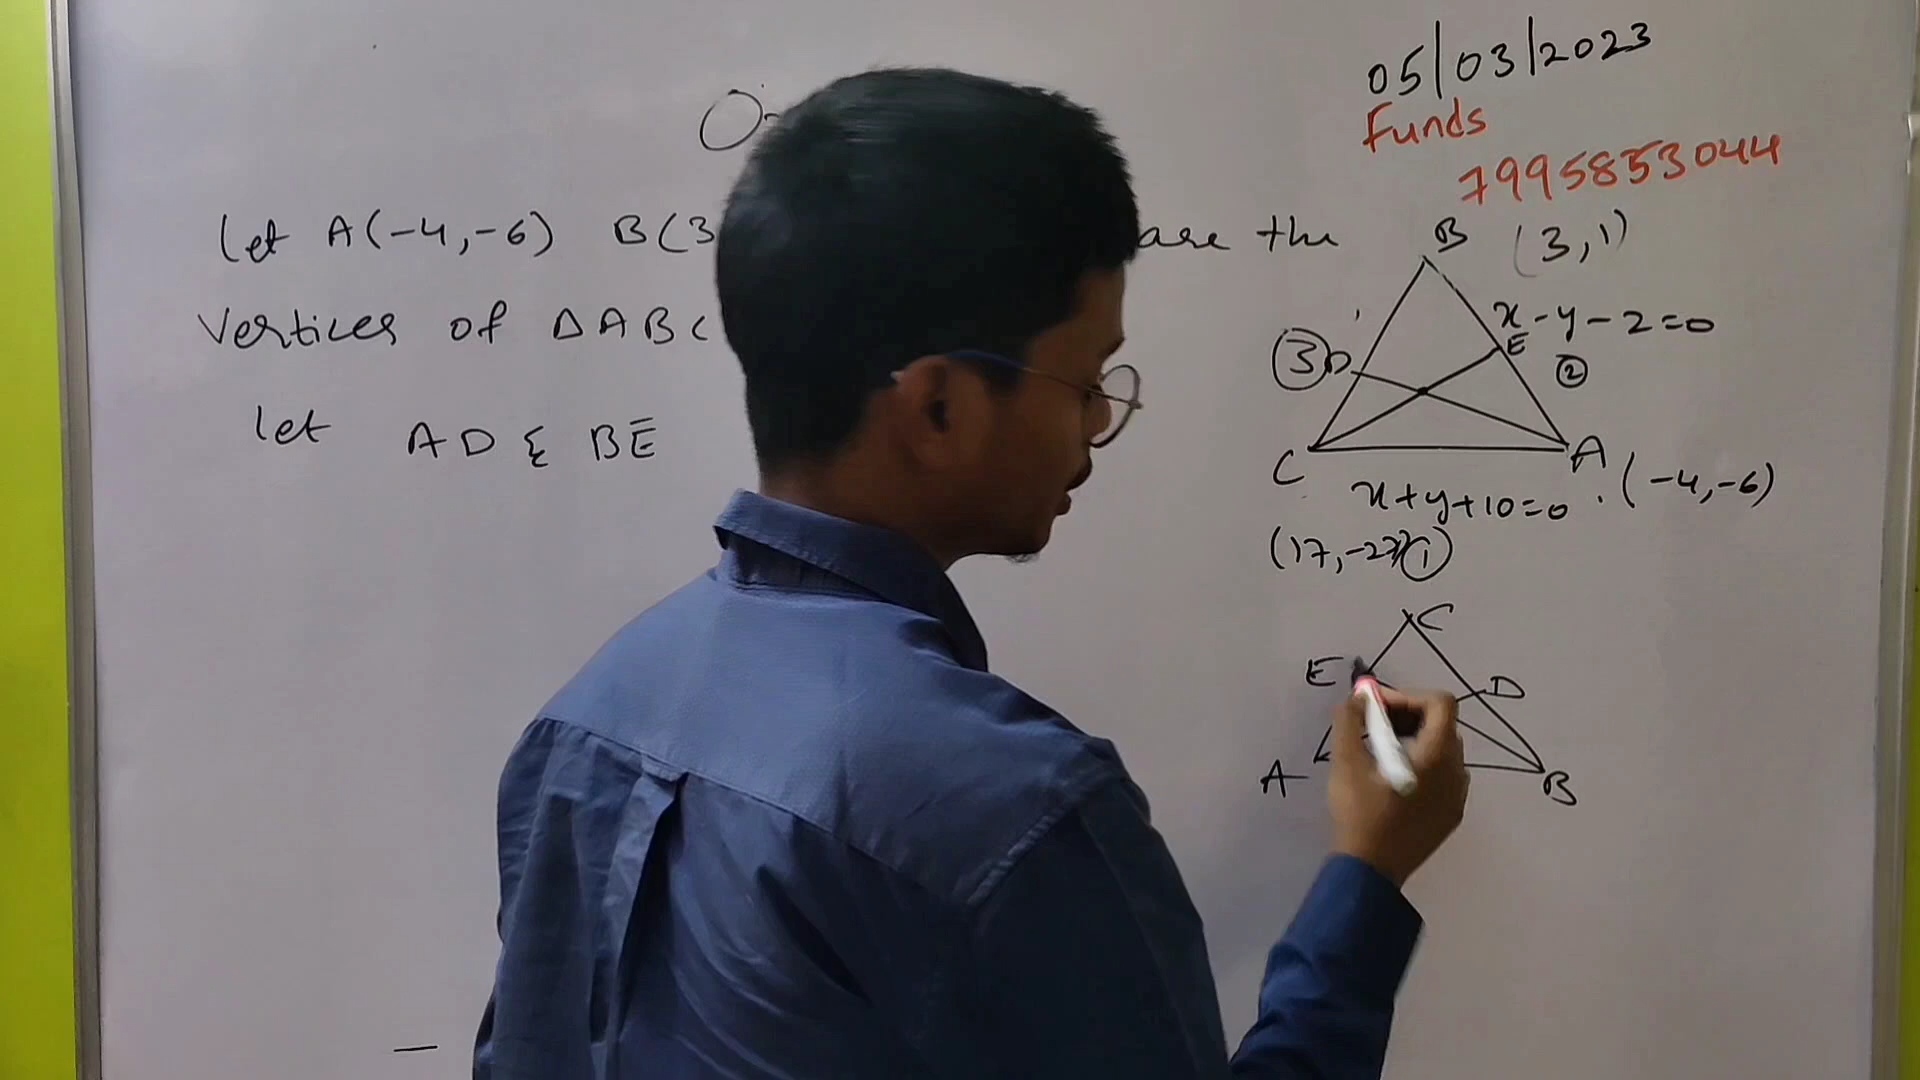 05/03/2023
Funds
7995853044
Let A(-4,-6) B(3 are the
Vertices of ΔABC
Let AD & BE
B (3,1)
x-y-2=0
3 D E
2
C A (-4,-6)
x+y+10=0
(17,-27) 1
C
E D
A B